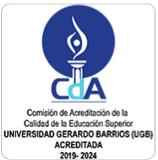 CdA
Comisión de Acreditación de la
Calidad de la Educación Superior
UNIVERSIDAD GERARDO BARRIOS (UGB)
ACREDITADA
2019- 2024